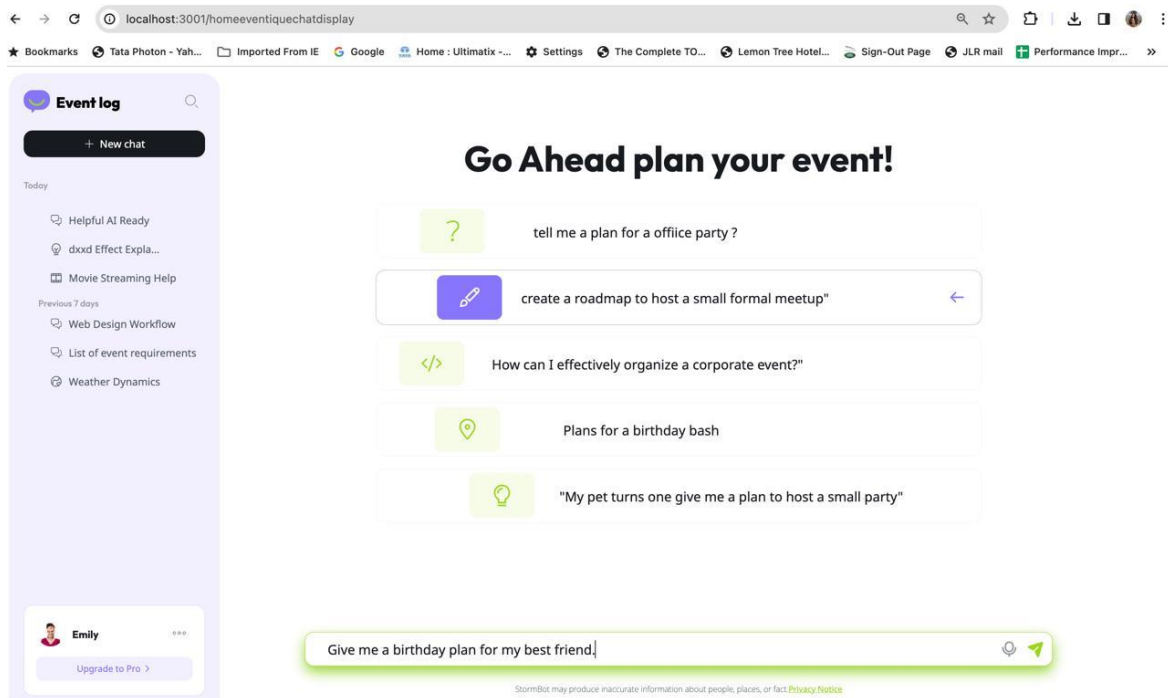 localhost:3001/homeeventiquechatdisplay
Bookmarks Tata Photon - Yah... Imported From IE Google Home : Ultimatix -... Settings The Complete TO... Lemon Tree Hotel... Sign-Out Page JLR mail Performance Impr... »
Event log
+ New chat
Today
Helpful AI Ready
dxxd Effect Expla...
Movie Streaming Help
Previous 7 days
Web Design Workflow
List of event requirements
Weather Dynamics
Emily
Upgrade to Pro >
Go Ahead plan your event!
tell me a plan for a offiice party ?
create a roadmap to host a small formal meetup"
How can I effectively organize a corporate event?"
Plans for a birthday bash
"My pet turns one give me a plan to host a small party"
Give me a birthday plan for my best friend.
StormBot may produce inaccurate information about people, places, or fact Privacy Notice